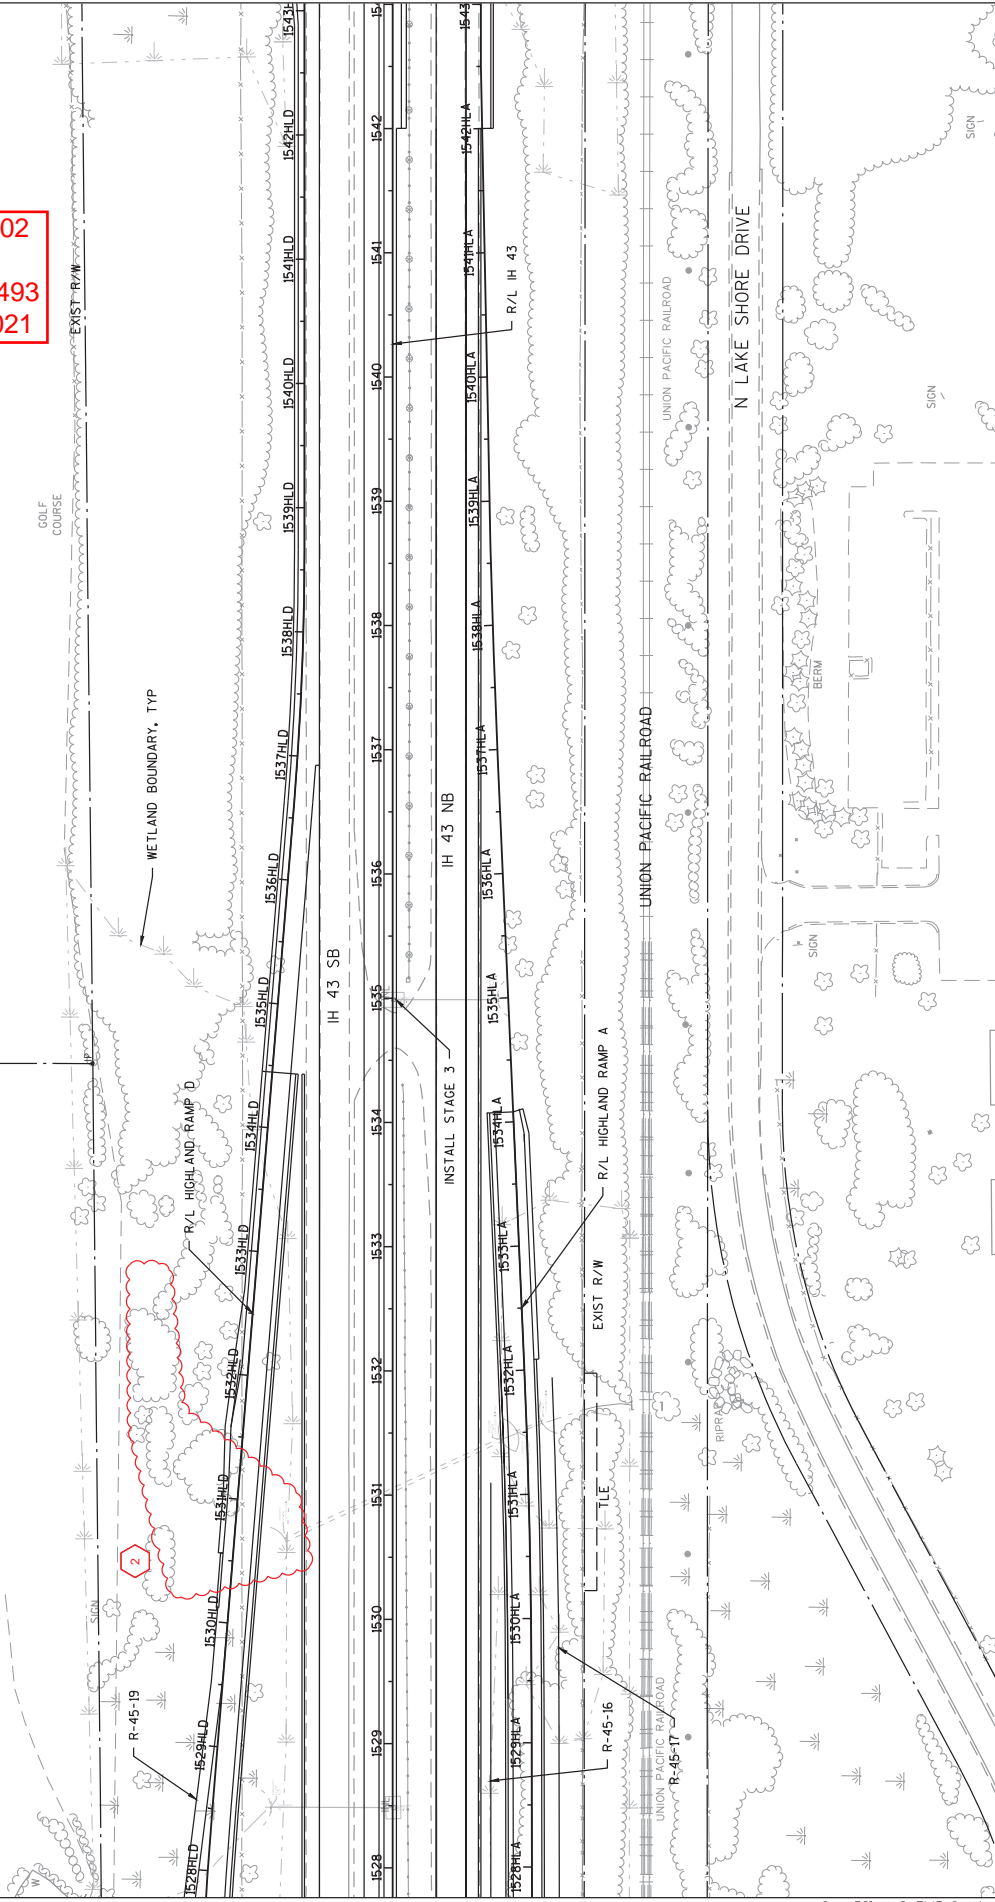 02
493
021
EXIST R/W
GOLF
COURSE
WETLAND BOUNDARY, TYP
HP
R/L HIGHLAND RAMP D
2
SIGN
R-45-19
W
1543H
1542HLD
1541HLD
1540HLD
1539HLD
1538HLD
1537HLD
1536HLD
1535HLD
1534HLD
1533HLD
1532HLD
1531HLD
1530HLD
1529HLD
1528HLD
IH 43 SB
1542
1541
1540
1539
1538
1537
1536
1535
1534
1533
1532
1531
1530
1529
1528
IH 43 NB
INSTALL STAGE 3
R/L IH 43
1543
1542HLA
1541HLA
1540HLA
1539HLA
1538HLA
1537HLA
1536HLA
1535HLA
1534HLA
1533HLA
1532HLA
1531HLA
1530HLA
1529HLA
1528HLA
R/L HIGHLAND RAMP A
EXIST R/W
TLE
R-45-16
R-45-17
UNION PACIFIC RAILROAD
UNION PACIFIC RAILROAD
UNION PACIFIC RAILROAD
RIPRAP
N LAKE SHORE DRIVE
BERM
SIGN
SIGN
SIGN